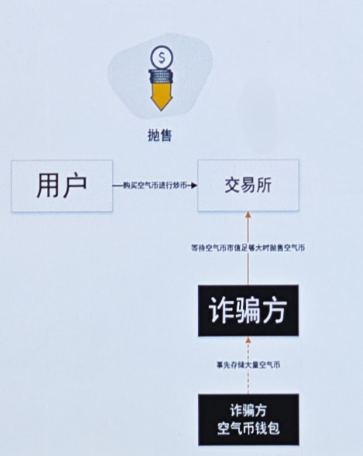 $
抛售
用户
购买空气币进行炒币
交易所
等待空气币市值足够大时抛售空气币
诈骗方
事先存储大量空气币
诈骗方
空气币钱包